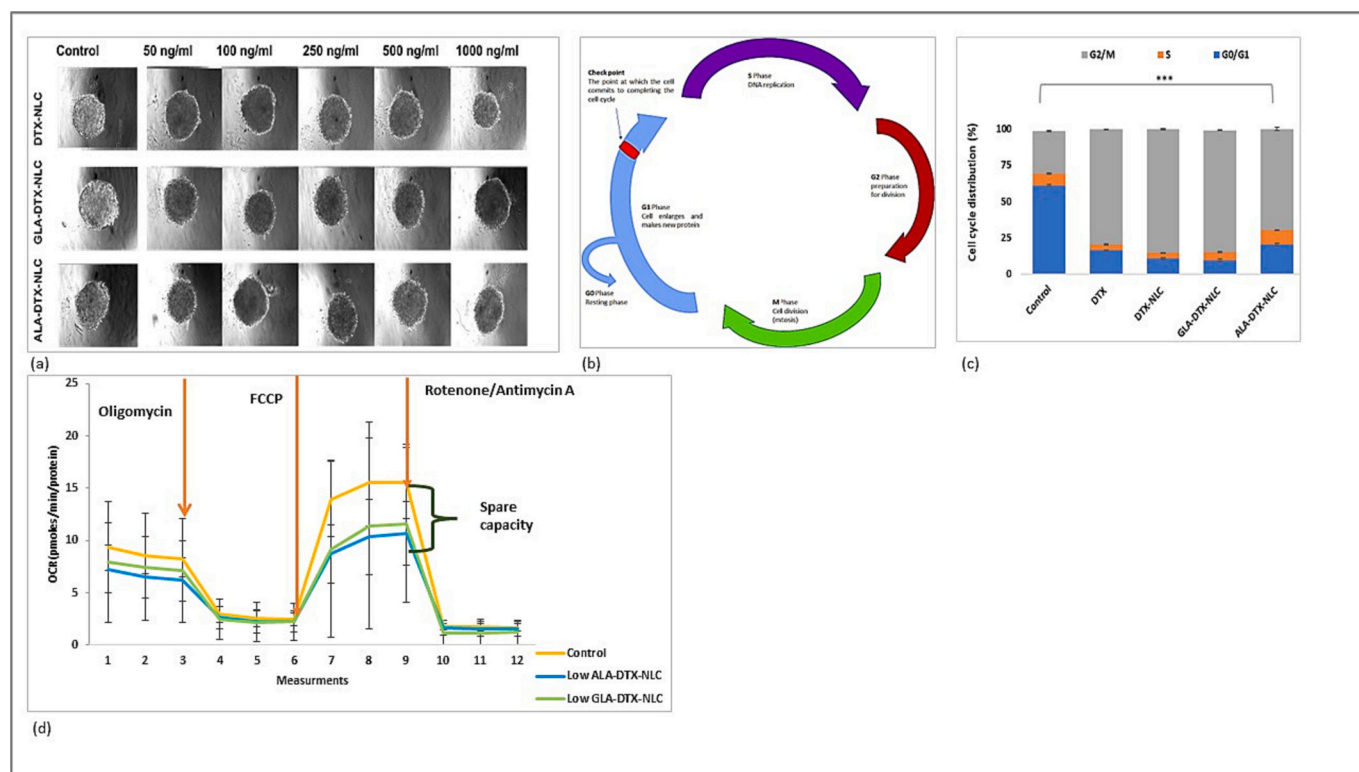 Control 50 ng/ml 100 ng/ml 250 ng/ml 500 ng/ml 1000 ng/ml
DTX-NLC
GLA-DTX-NLC
ALA-DTX-NLC
(a)
Check point
The point at which the cell
commits to completing the
cell cycle
S Phase
DNA replication
G2 Phase
preparation
for division
G1 Phase
Cell enlarges and
makes new protein
G0 Phase
Resting phase
M Phase
Cell division
(mtosis)
(b)
G2/M S G0/G1
***
Cell cycle distribution (%)
100
75
50
25
0
Control DTX DTX-NLC GLA-DTX-NLC ALA-DTX-NLC
(c)
Oligomycin
FCCP
Rotenone/Antimycin A
Spare
capacity
OCR(pmoles/min/protein)
25
20
15
10
5
0
1 2 3 4 5 6 7 8 9 10 11 12
Measurments
Control
Low ALA-DTX-NLC
Low GLA-DTX-NLC
(d)